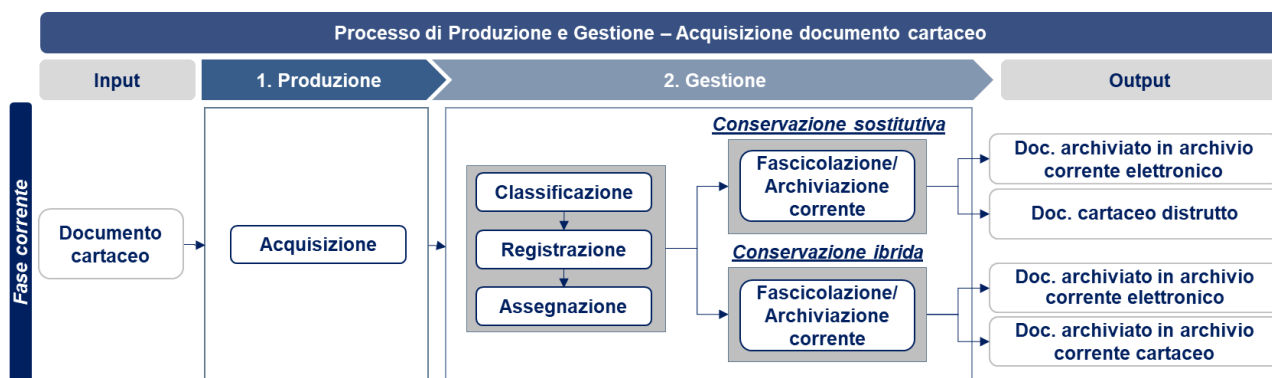 Processo di Produzione e Gestione – Acquisizione documento cartaceo
Input
1. Produzione
2. Gestione
Output
Fase corrente
Documento
cartaceo
Acquisizione
Classificazione
Registrazione
Assegnazione
Conservazione sostitutiva
Fascicolazione/
Archiviazione
corrente
Conservazione ibrida
Fascicolazione/
Archiviazione
corrente
Doc. archiviato in archivio
corrente elettronico
Doc. cartaceo distrutto
Doc. archiviato in archivio
corrente elettronico
Doc. archiviato in archivio
corrente cartaceo